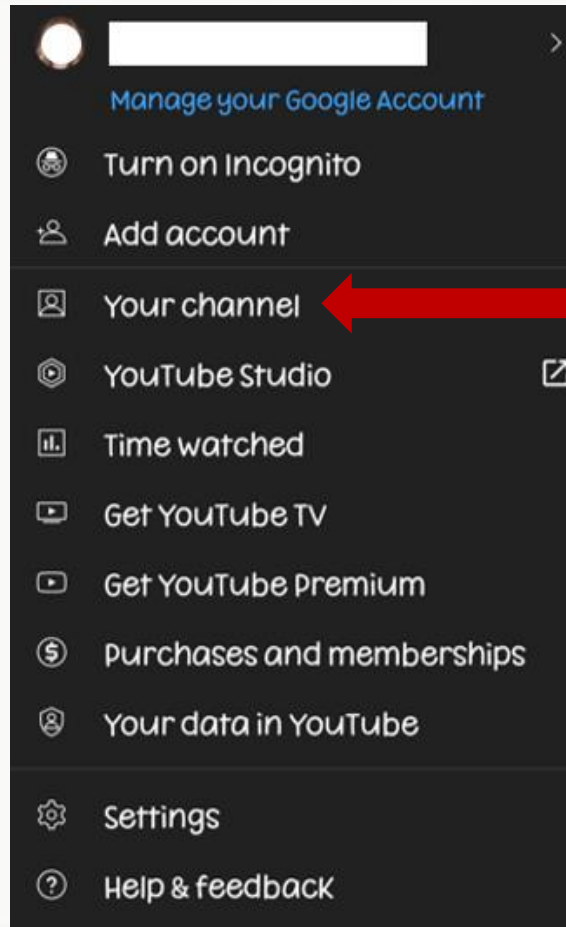 Manage your Google Account
Turn on Incognito
Add account
Your channel
YouTube Studio
Time watched
Get YouTube TV
Get YouTube Premium
Purchases and memberships
Your data in YouTube
Settings
Help & feedback